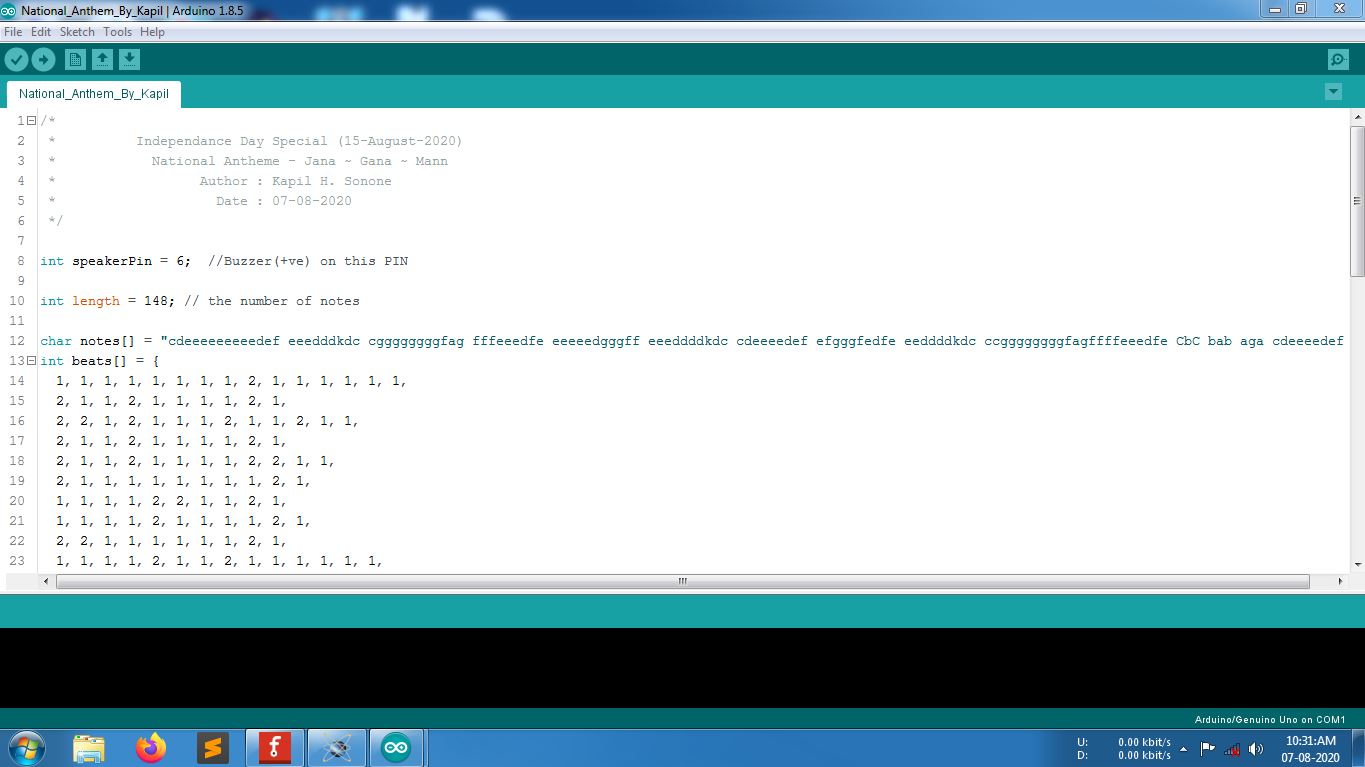 National_Anthem_By_Kapil | Arduino 1.8.5
File Edit Sketch Tools Help
National_Anthem_By_Kapil
1 /*
2 * Independance Day Special (15-August-2020)
3 * National Antheme - Jana ~ Gana ~ Mann
4 * Author : Kapil H. Sonone
5 * Date : 07-08-2020
6 */
7
8 int speakerPin = 6; //Buzzer(+ve) on this PIN
9
10 int length = 148; // the number of notes
11
12 char notes[] = "cdeeeeeeeeedef eeedddkdc cggggggggfag fffeeedfe eeeeedgggff eeeddddkdc cdeeeedef efgggfedfe eeddddkdc ccggggggggfagffffeeedfe CbC bab aga cdeeeedef
13 int beats[] = {
14 1, 1, 1, 1, 1, 1, 1, 1, 2, 1, 1, 1, 1, 1, 1,
15 2, 1, 1, 2, 1, 1, 1, 1, 2, 1,
16 2, 2, 1, 2, 1, 1, 1, 2, 1, 1, 2, 1, 1,
17 2, 1, 1, 2, 1, 1, 1, 1, 2, 1,
18 2, 1, 1, 2, 1, 1, 1, 1, 2, 2, 1, 1,
19 2, 1, 1, 1, 1, 1, 1, 1, 1, 2, 1,
20 1, 1, 1, 1, 2, 2, 1, 1, 2, 1,
21 1, 1, 1, 1, 2, 1, 1, 1, 1, 2, 1,
22 2, 2, 1, 1, 1, 1, 1, 1, 2, 1,
23 1, 1, 1, 1, 2, 1, 1, 2, 1, 1, 1, 1, 1, 1,
Arduino/Genuino Uno on COM1
U: 0.00 kbit/s
D: 0.00 kbit/s
10:31:AM
07-08-2020